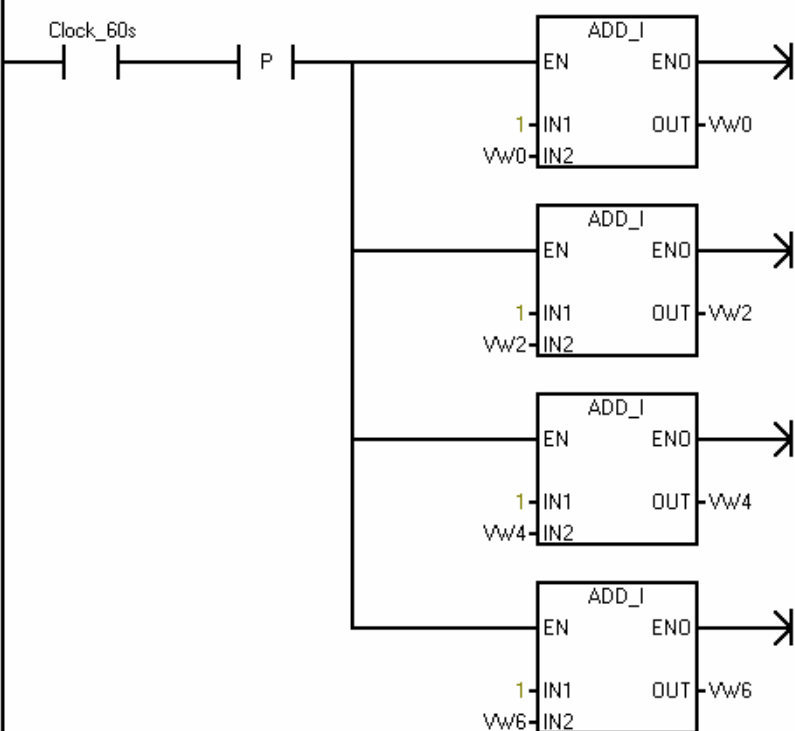 Clock_60s
P
ADD_I
EN ENO
1 IN1 OUT VW0
VW0 IN2
ADD_I
EN ENO
1 IN1 OUT VW2
VW2 IN2
ADD_I
EN ENO
1 IN1 OUT VW4
VW4 IN2
ADD_I
EN ENO
1 IN1 OUT VW6
VW6 IN2